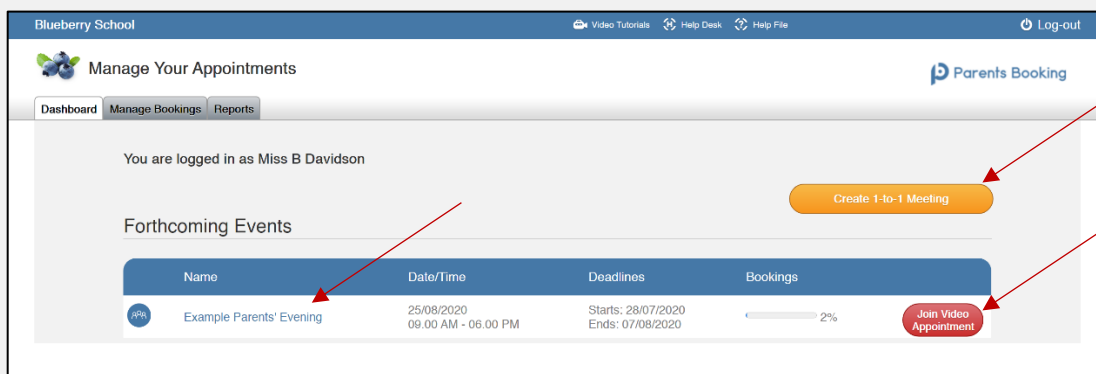 Blueberry School Video Tutorials Help Desk Help File Log-out
Manage Your Appointments
Parents Booking
Dashboard Manage Bookings Reports
You are logged in as Miss B Davidson
Create 1-to-1 Meeting
Forthcoming Events
Name Date/Time Deadlines Bookings
Example Parents' Evening
25/08/2020
09.00 AM - 06.00 PM
Starts: 28/07/2020
Ends: 07/08/2020
2%
Join Video
Appointment